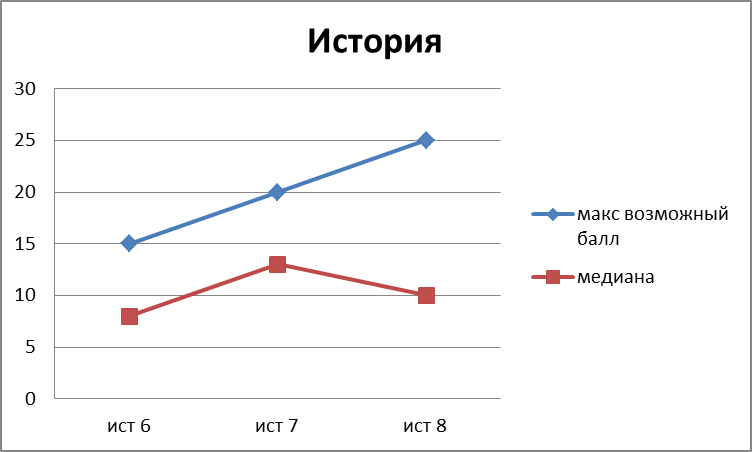 История
30
25
20
15
10
5
0
ист 6
ист 7
ист 8
макс возможный
балл
медиана